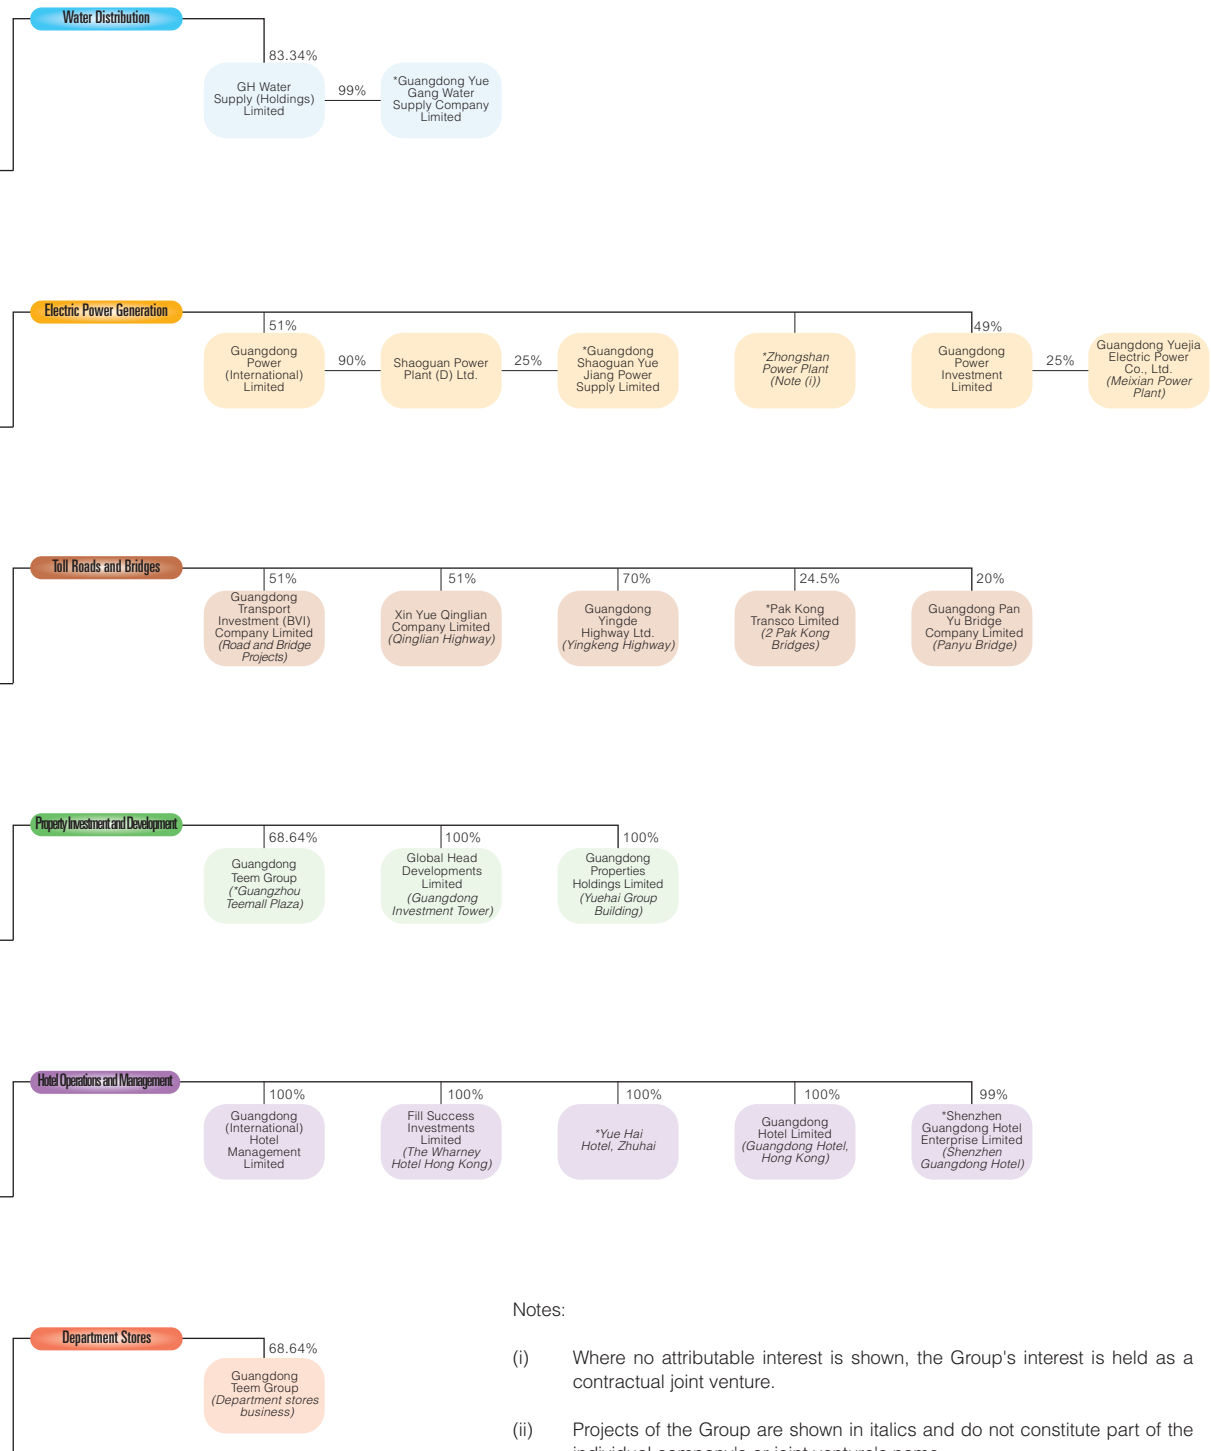 Water Distribution
83.34%
GH Water
Supply (Holdings)
Limited
99%
*Guangdong Yue
Gang Water
Supply Company
Limited
Electric Power Generation
51%
Guangdong
Power
(International)
Limited
90%
Shaoguan Power
Plant (D) Ltd.
25%
*Guangdong
Shaoguan Yue
Jiang Power
Supply Limited
*Zhongshan
Power Plant
(Note (i))
49%
Guangdong
Power
Investment
Limited
25%
Guangdong Yuejia
Electric Power
Co., Ltd.
(Meixian Power
Plant)
Toll Roads and Bridges
51%
Guangdong
Transport
Investment (BVI)
Company Limited
(Road and Bridge
Projects)
51%
Xin Yue Qinglian
Company Limited
(Qinglian Highway)
70%
Guangdong
Yingde
Highway Ltd.
(Yingkeng Highway)
24.5%
*Pak Kong
Transco Limited
(2 Pak Kong
Bridges)
20%
Guangdong Pan
Yu Bridge
Company Limited
(Panyu Bridge)
Property Investment and Development
68.64%
Guangdong
Teem Group
(*Guangzhou
Teemall Plaza)
100%
Global Head
Developments
Limited
(Guangdong
Investment Tower)
100%
Guangdong
Properties
Holdings Limited
(Yuehai Group
Building)
Hotel Operations and Management
100%
Guangdong
(International)
Hotel
Management
Limited
100%
Fill Success
Investments
Limited
(The Wharney
Hotel Hong Kong)
100%
*Yue Hai
Hotel, Zhuhai
100%
Guangdong
Hotel Limited
(Guangdong Hotel,
Hong Kong)
99%
*Shenzhen
Guangdong Hotel
Enterprise Limited
(Shenzhen
Guangdong Hotel)
Department Stores
68.64%
Guangdong
Teem Group
(Department stores
business)
Notes:
(i) Where no attributable interest is shown, the Group's interest is held as a
contractual joint venture.
(ii) Projects of the Group are shown in italics and do not constitute part of the
individual company's or joint venture's name.